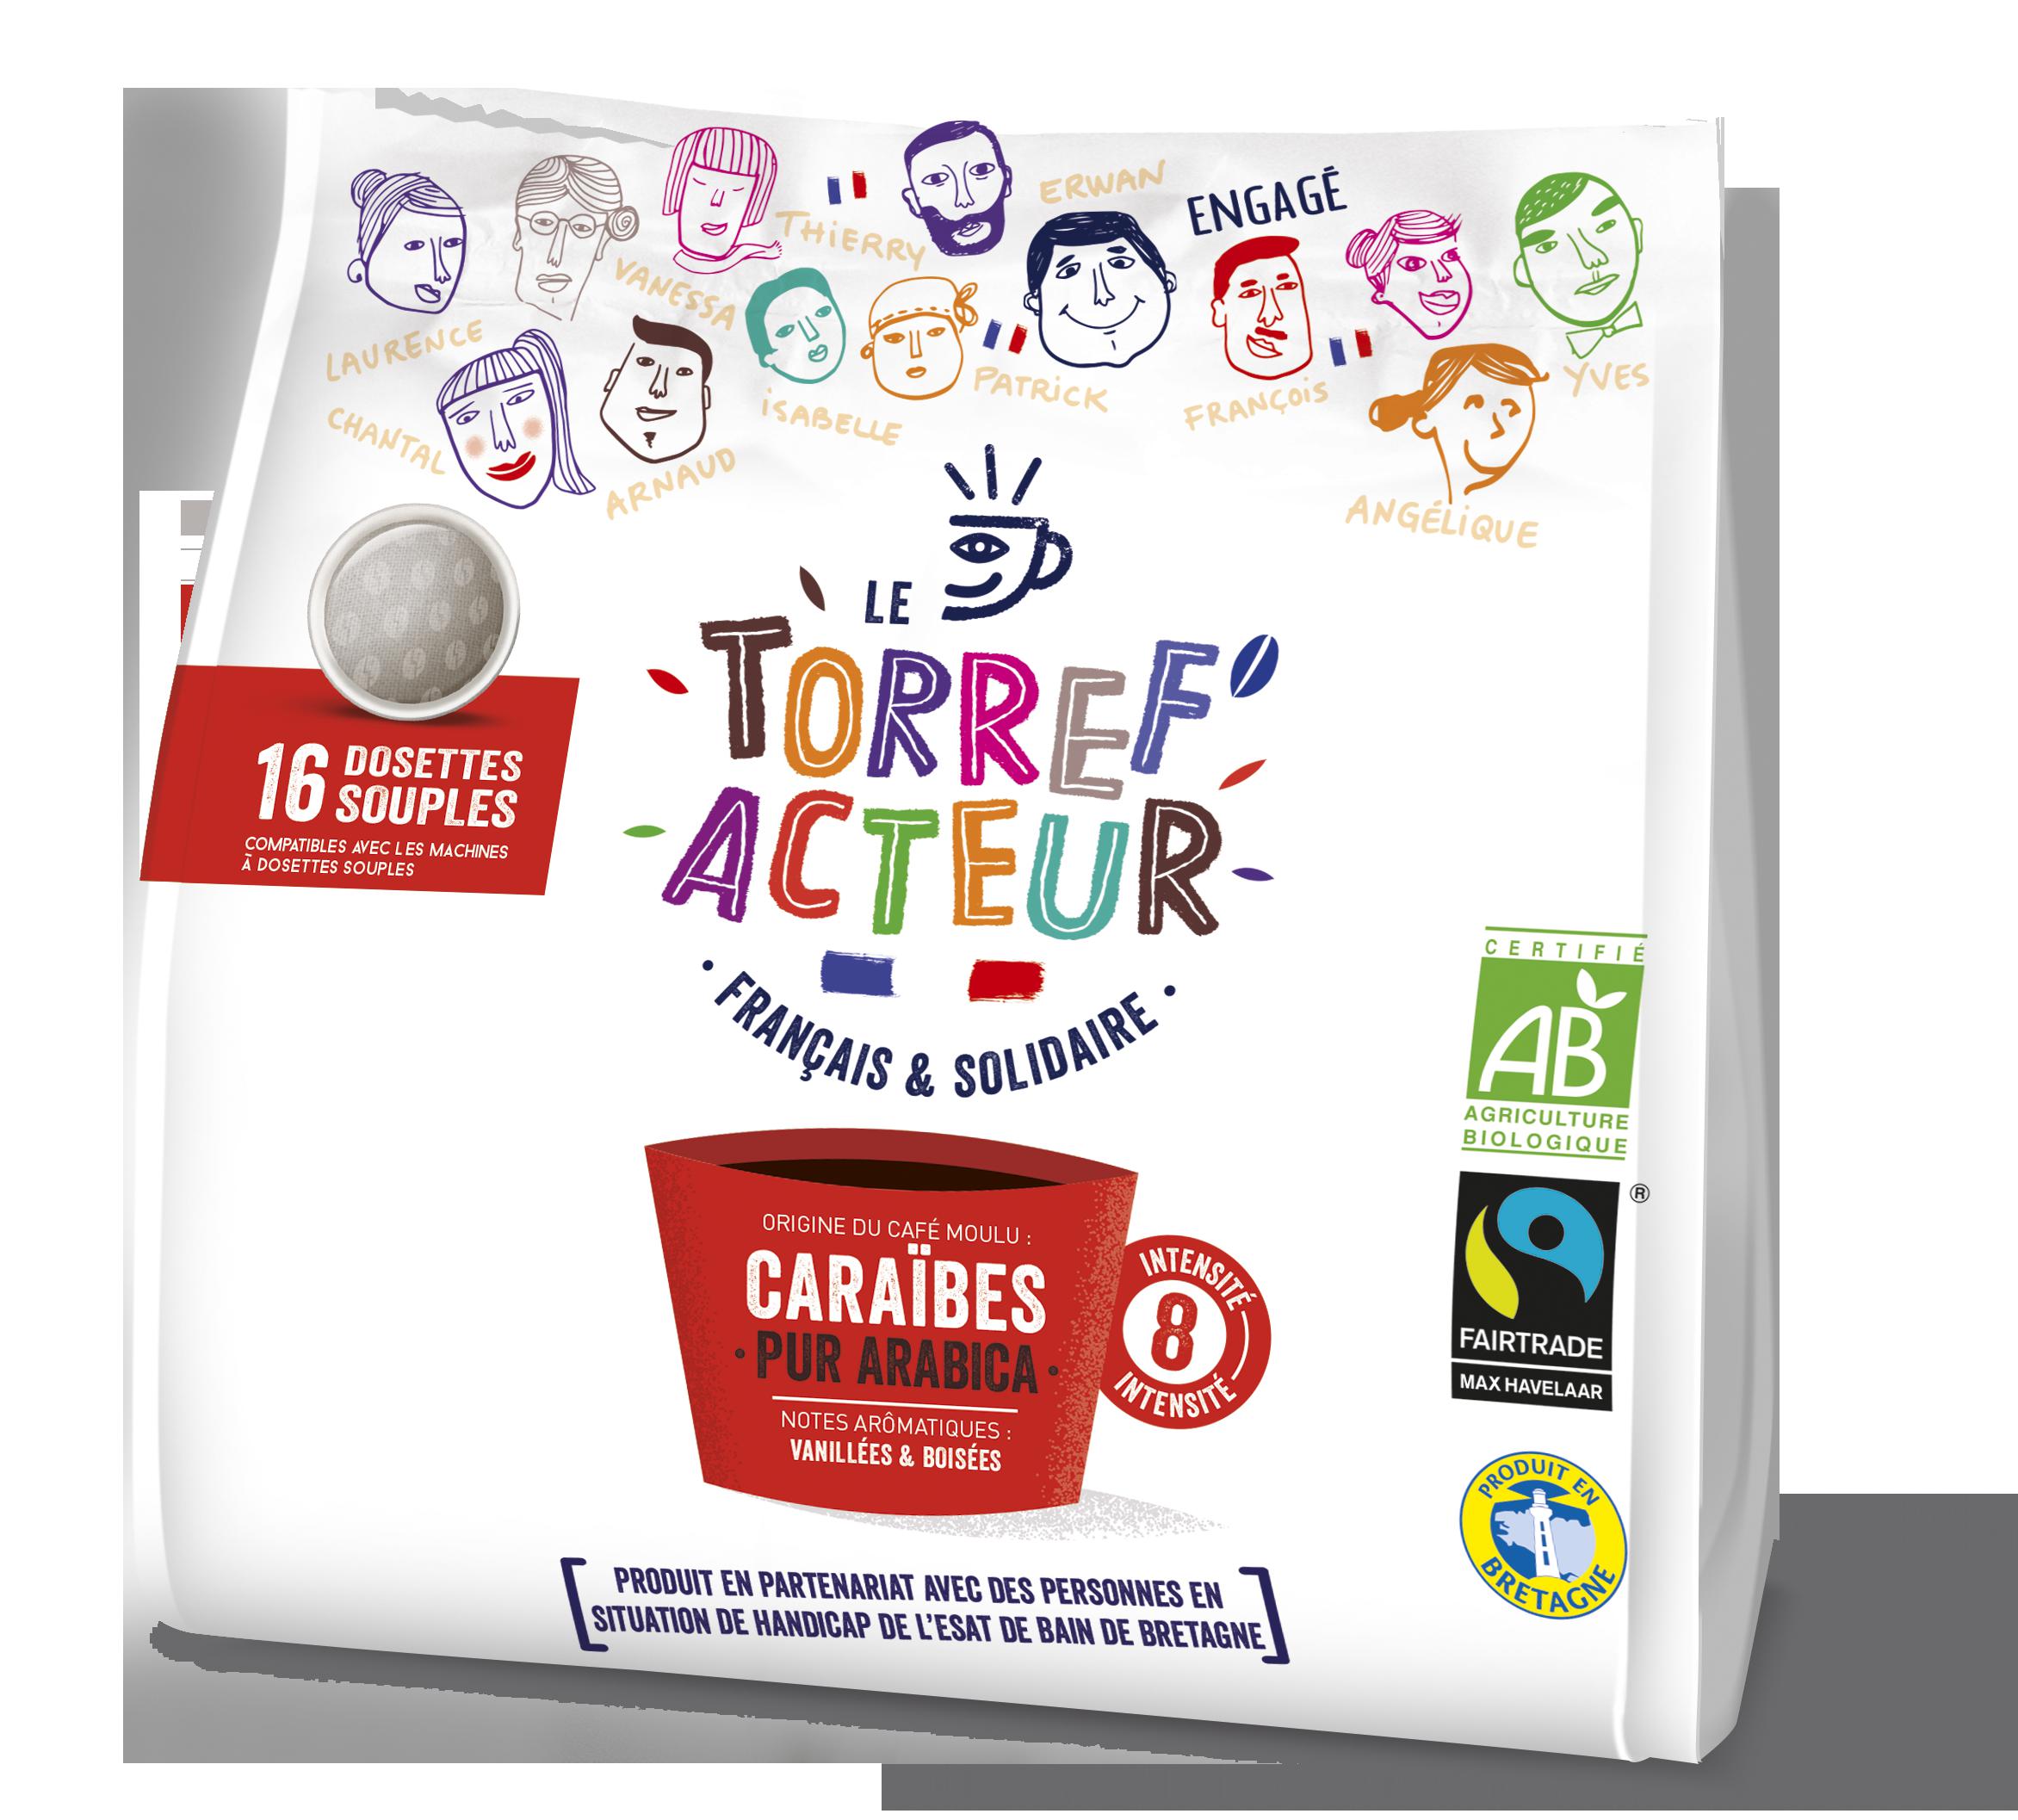 THIERRY
ERWAN
ENGAGÉ
VANESSA
LAURENCE
CHANTAL
ARNAUD
ISABELLE
PATRICK
FRANÇOIS
YVES
ANGÉLIQUE
LE
TORREF
ACTEUR
• FRANÇAIS & SOLIDAIRE •
16 DOSETTES
SOUPLES
COMPATIBLES AVEC LES MACHINES
À DOSETTES SOUPLES
ORIGINE DU CAFÉ MOULU :
CARAÏBES
• PUR ARABICA •
NOTES ARÔMATIQUES :
VANILLÉES & BOISÉES
INTENSITÉ
8
INTENSITÉ
CERTIFIÉ
AB
AGRICULTURE
BIOLOGIQUE
®
FAIRTRADE
MAX HAVELAAR
PRODUIT EN
BRETAGNE
[PRODUIT EN PARTENARIAT AVEC DES PERSONNES EN
SITUATION DE HANDICAP DE L'ESAT DE BAIN DE BRETAGNE]